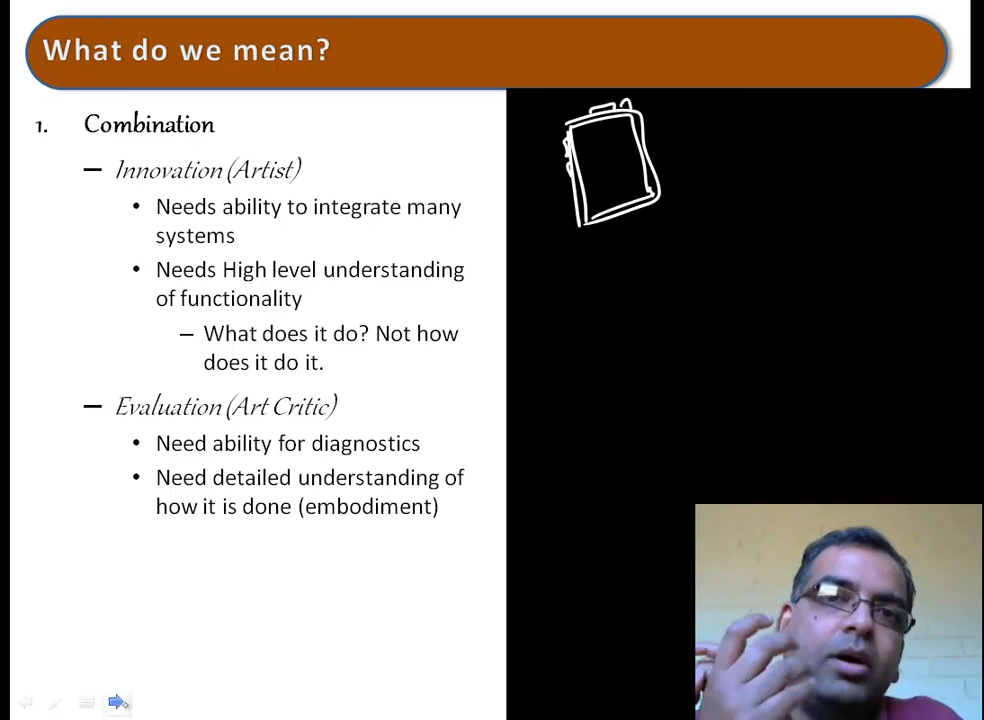 What do we mean?
1. Combination
– Innovation (Artist)
• Needs ability to integrate many
systems
• Needs High level understanding
of functionality
– What does it do? Not how
does it do it.
– Evaluation (Art Critic)
• Need ability for diagnostics
• Need detailed understanding of
how it is done (embodiment)